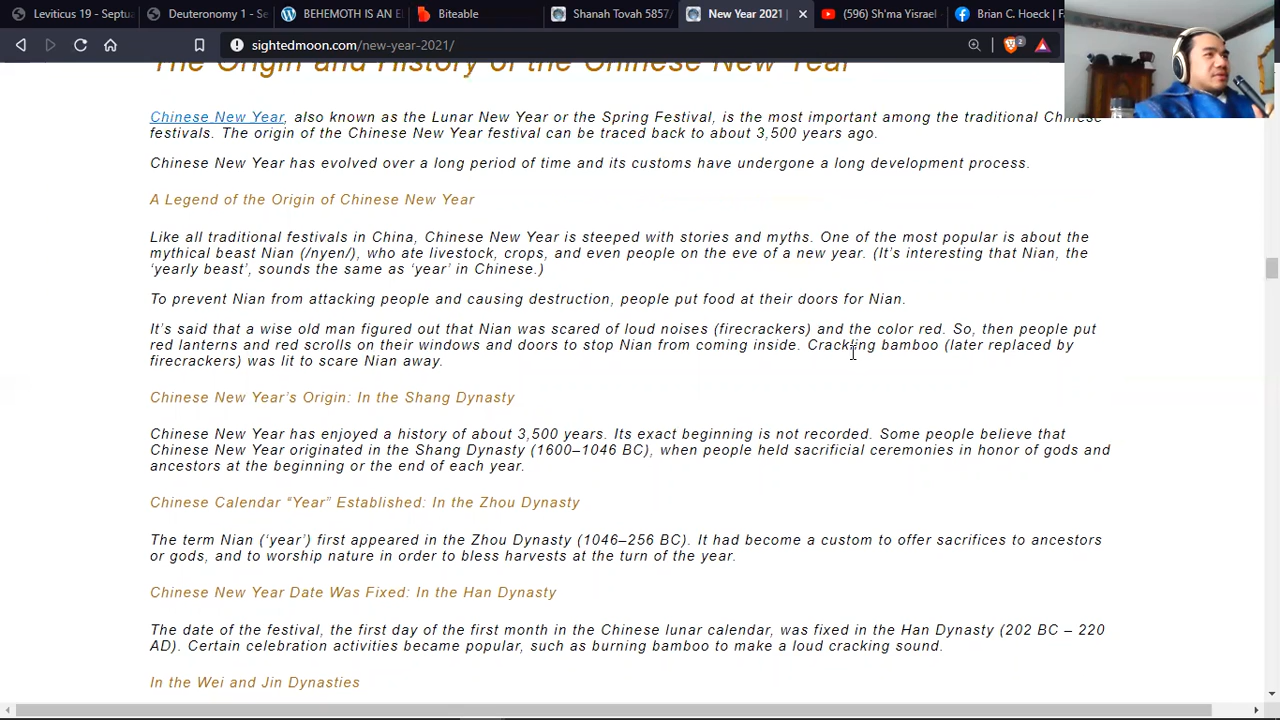 Leviticus 19 - Septua
Deuteronomy 1 - Se
BEHEMOTH IS AN E
Biteable
Shanah Tovah 5857/
New Year 2021
(596) Sh'ma Yisrael -
Brian C. Hoeck | F
sightedmoon.com/new-year-2021/
2
The Origin and History of the Chinese New Year
Chinese New Year, also known as the Lunar New Year or the Spring Festival, is the most important among the traditional Chinese
festivals. The origin of the Chinese New Year festival can be traced back to about 3,500 years ago.
Chinese New Year has evolved over a long period of time and its customs have undergone a long development process.
A Legend of the Origin of Chinese New Year
Like all traditional festivals in China, Chinese New Year is steeped with stories and myths. One of the most popular is about the
mythical beast Nian (/nyen/), who ate livestock, crops, and even people on the eve of a new year. (It's interesting that Nian, the
'yearly beast', sounds the same as 'year' in Chinese.)
To prevent Nian from attacking people and causing destruction, people put food at their doors for Nian.
It's said that a wise old man figured out that Nian was scared of loud noises (firecrackers) and the color red. So, then people put
red lanterns and red scrolls on their windows and doors to stop Nian from coming inside. Cracking bamboo (later replaced by
firecrackers) was lit to scare Nian away.
Chinese New Year's Origin: In the Shang Dynasty
Chinese New Year has enjoyed a history of about 3,500 years. Its exact beginning is not recorded. Some people believe that
Chinese New Year originated in the Shang Dynasty (1600–1046 BC), when people held sacrificial ceremonies in honor of gods and
ancestors at the beginning or the end of each year.
Chinese Calendar “Year” Established: In the Zhou Dynasty
The term Nian ('year') first appeared in the Zhou Dynasty (1046–256 BC). It had become a custom to offer sacrifices to ancestors
or gods, and to worship nature in order to bless harvests at the turn of the year.
Chinese New Year Date Was Fixed: In the Han Dynasty
The date of the festival, the first day of the first month in the Chinese lunar calendar, was fixed in the Han Dynasty (202 BC – 220
AD). Certain celebration activities became popular, such as burning bamboo to make a loud cracking sound.
In the Wei and Jin Dynasties